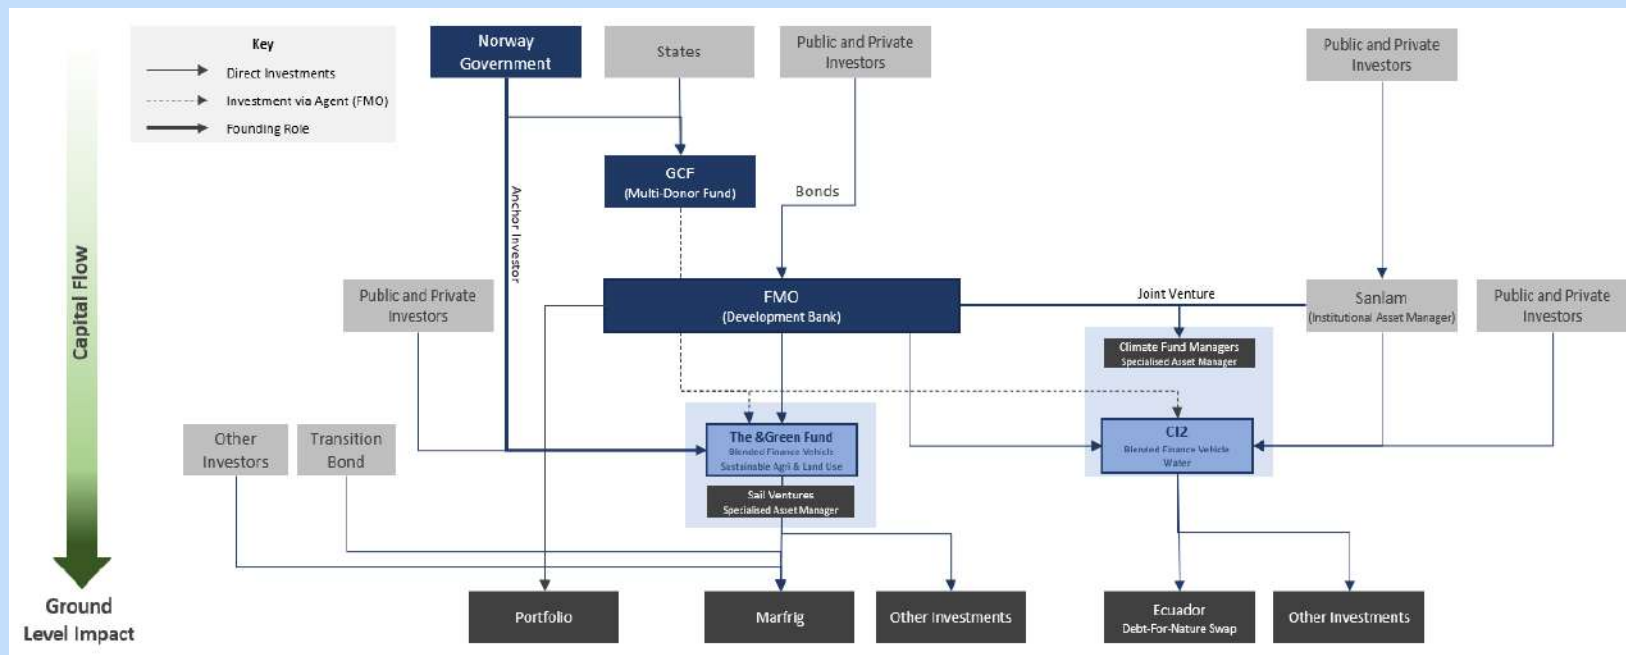 Key
Direct Investments
Investment via Agent (FMO)
Founding Role
Norway
Government
States
Public and Private
Investors
Public and Private
Investors
GCF
(Multi-Donor Fund)
Anchor Investor
Bonds
Capital Flow
Public and Private
Investors
FMO
(Development Bank)
Joint Venture
Sanlam
(Institutional Asset Manager)
Public and Private
Investors
Climate Fund Managers
Specialised Asset Manager
Other
Investors
Transition
Bond
The &Green Fund
Blended Finance Vehicle
Sustainable Agri & Land Use
CI2
Blended Finance Vehicle
Water
Sail Ventures
Specialised Asset Manager
Ground
Level Impact
Portfolio
Marfrig
Other Investments
Ecuador
Debt-For-Nature Swap
Other Investments